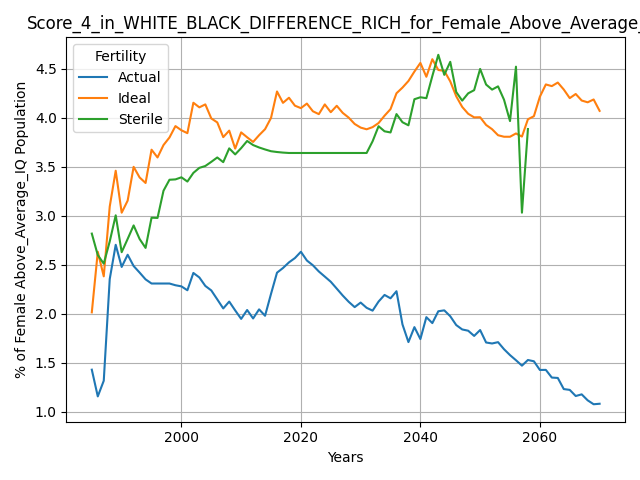 Score_4_in_WHITE_BLACK_DIFFERENCE_RICH_for_Female_Above_Average_
Fertility
Actual
Ideal
Sterile
% of Female Above_Average_IQ Population
4.5
4.0
3.5
3.0
2.5
2.0
1.5
1.0
2000
2020
2040
2060
Years